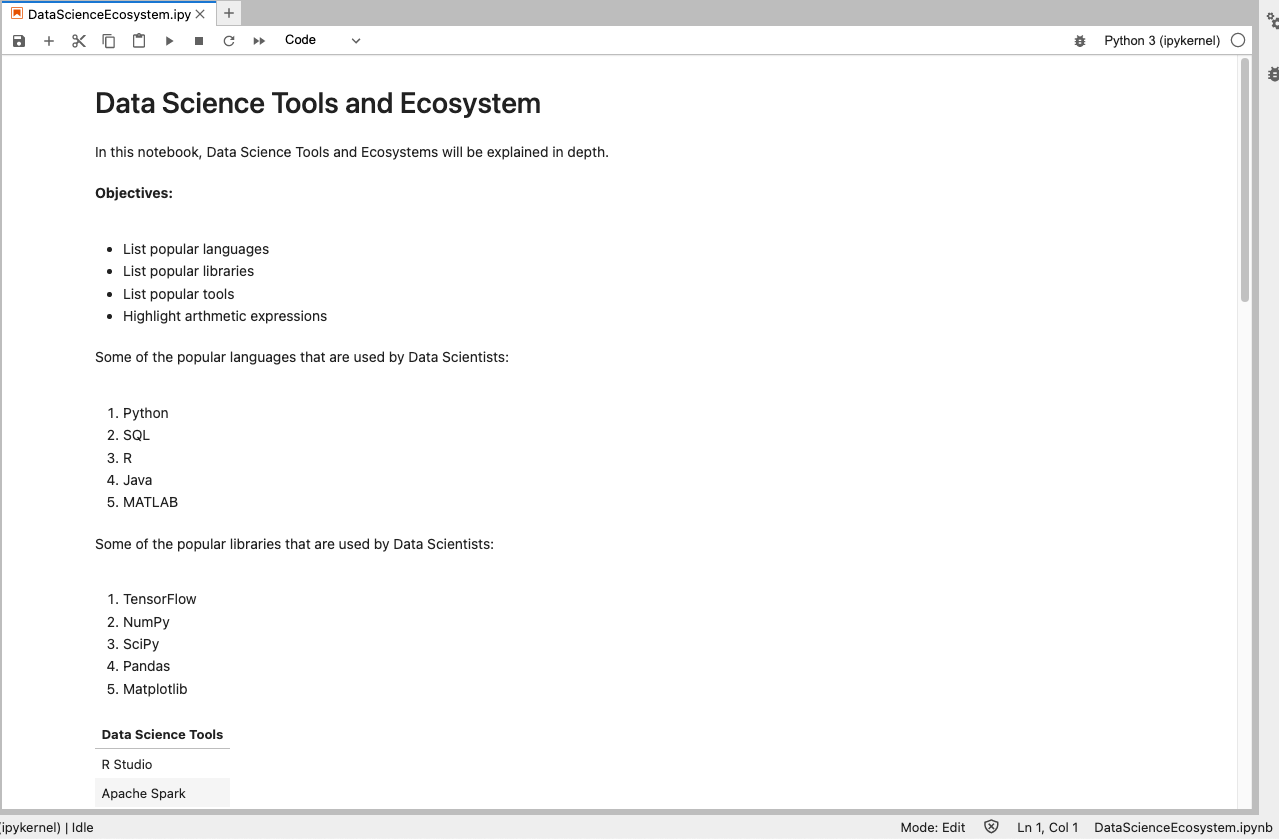 DataScienceEcosystem.ipy
Code
Python 3 (ipykernel)
Data Science Tools and Ecosystem
In this notebook, Data Science Tools and Ecosystems will be explained in depth.
Objectives:
• List popular languages
• List popular libraries
• List popular tools
• Highlight arthmetic expressions
Some of the popular languages that are used by Data Scientists:
1. Python
2. SQL
3. R
4. Java
5. MATLAB
Some of the popular libraries that are used by Data Scientists:
1. TensorFlow
2. NumPy
3. SciPy
4. Pandas
5. Matplotlib
Data Science Tools
R Studio
Apache Spark
(ipykernel) | Idle
Mode: Edit
Ln 1, Col 1
DataScienceEcosystem.ipynb